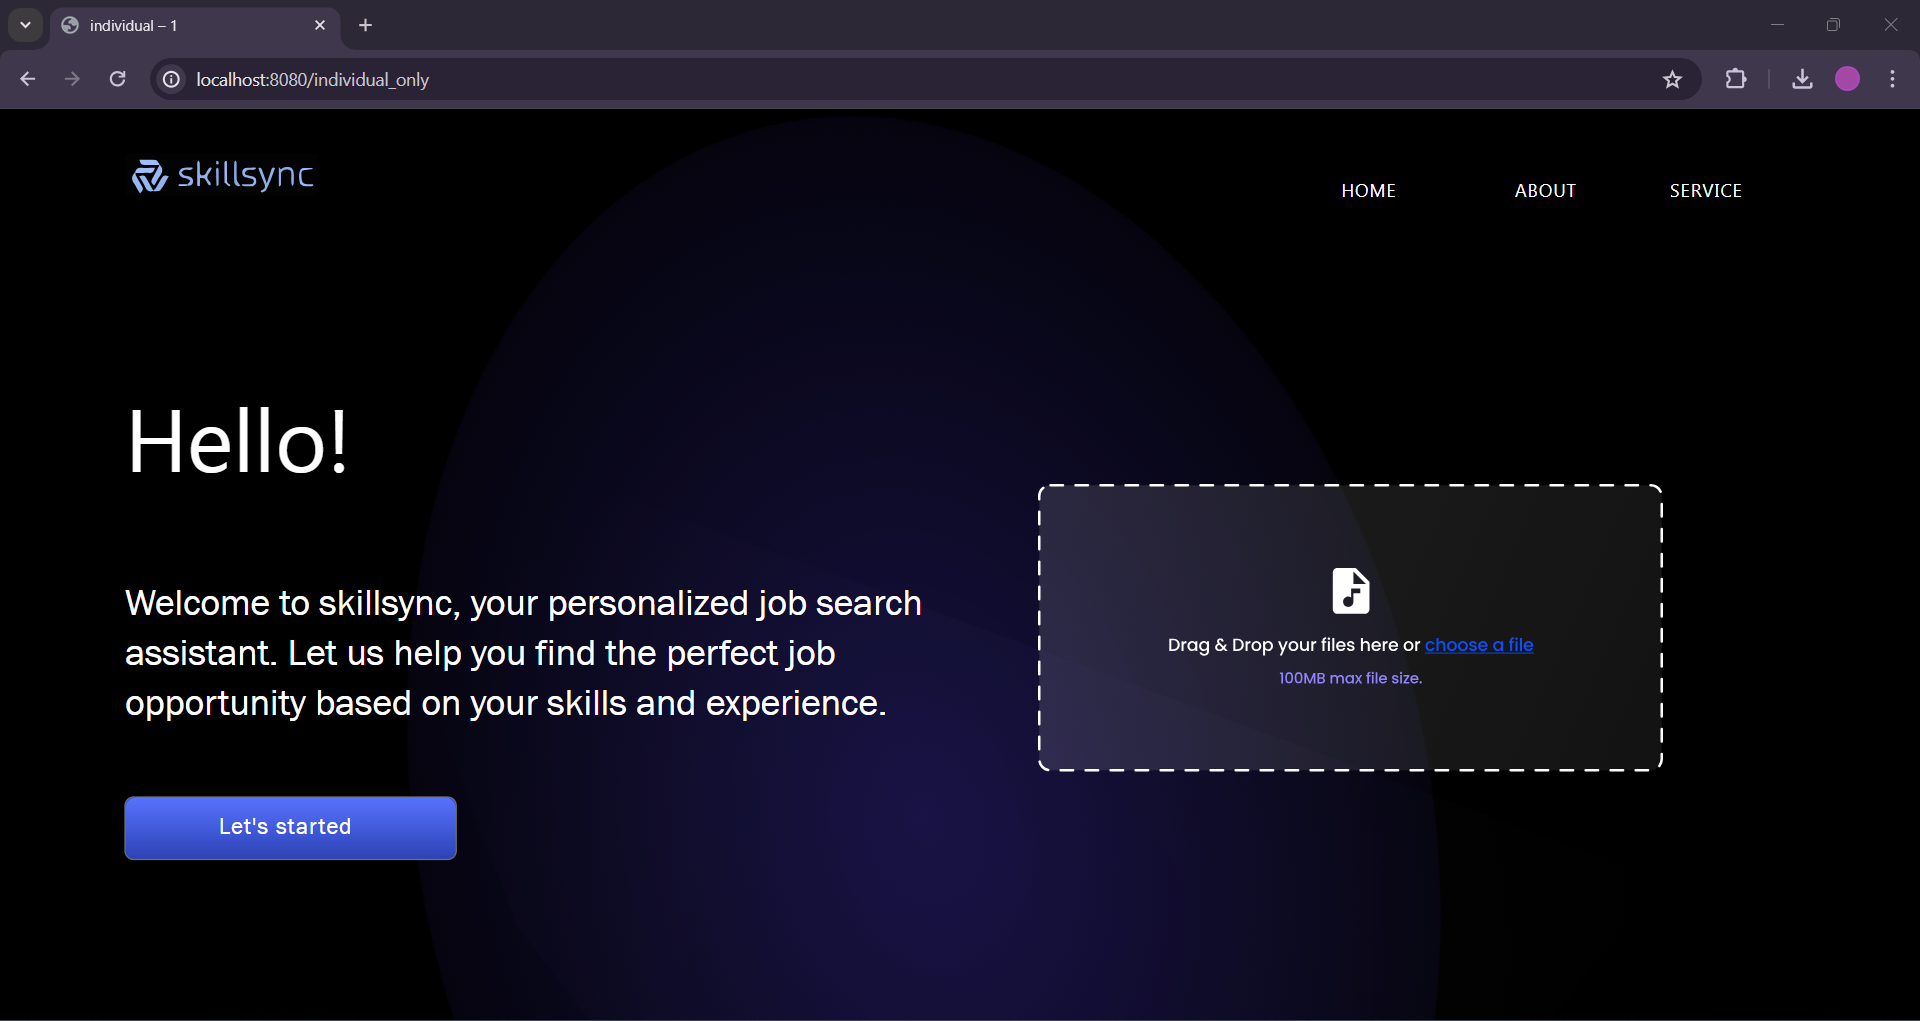 individual – 1
localhost:8080/individual_only
skillsync
HOME ABOUT SERVICE
Hello!
Welcome to skillsync, your personalized job search
assistant. Let us help you find the perfect job
opportunity based on your skills and experience.
Let's started
Drag & Drop your files here or choose a file
100MB max file size.